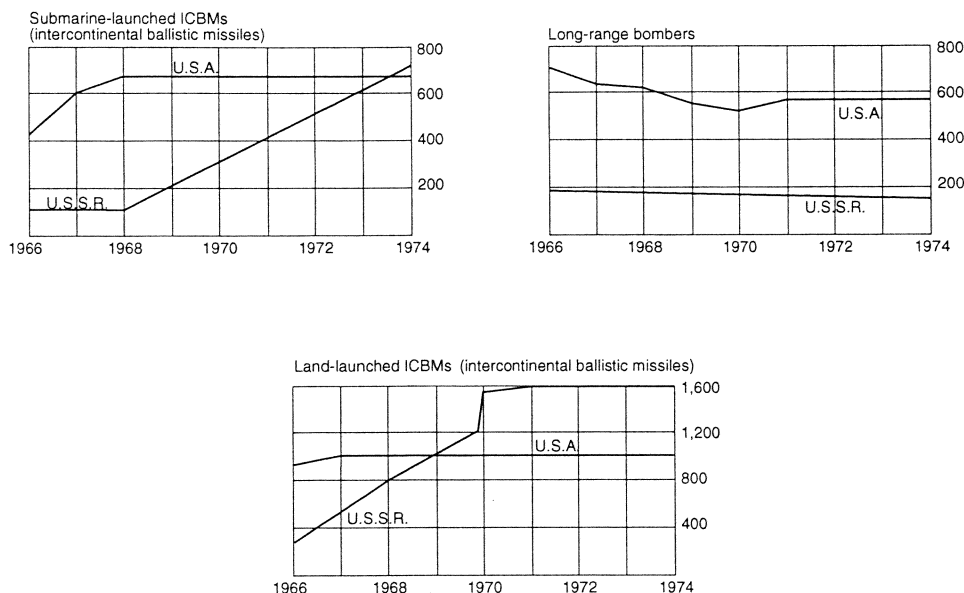 Submarine-launched ICBMs
(intercontinental ballistic missiles)
800
U.S.A.
600
400
200
U.S.S.R.
1966 1968 1970 1972 1974
Long-range bombers
800
600
U.S.A.
400
200
U.S.S.R.
1966 1968 1970 1972 1974
Land-launched ICBMs (intercontinental ballistic missiles)
1,600
1,200
U.S.A.
800
U.S.S.R.
400
1966 1968 1970 1972 1974